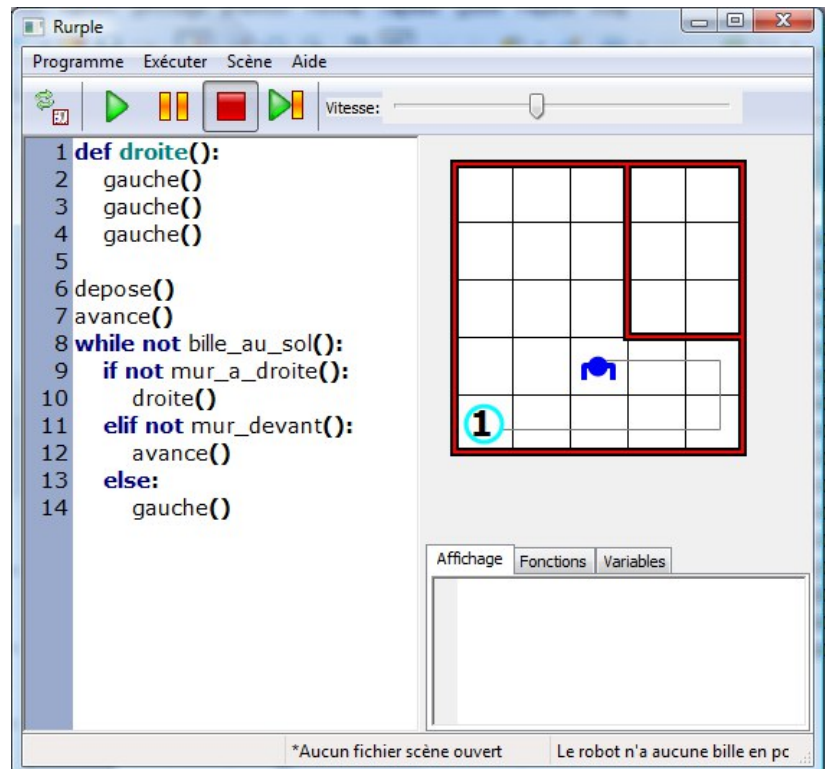 Rurple
Programme Exécuter Scène Aide
Vitesse:
1 def droite():
2 gauche()
3 gauche()
4 gauche()
5
6 depose()
7 avance()
8 while not bille_au_sol():
9 if not mur_a_droite():
10 droite()
11 elif not mur_devant():
12 avance()
13 else:
14 gauche()
1
Affichage Fonctions Variables
*Aucun fichier scène ouvert Le robot n'a aucune bille en pc